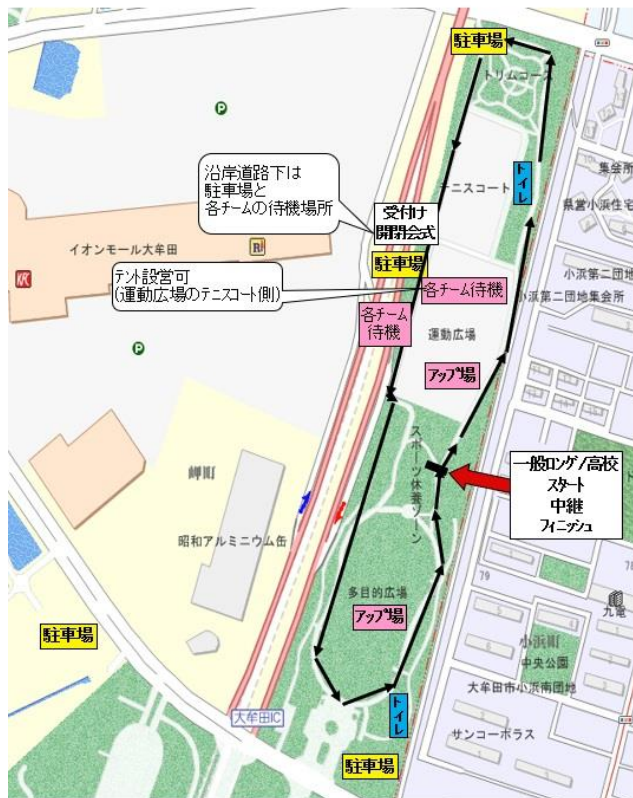 駐車場
トリムコース
P
トイレ
集会所
県営小浜住宅
沿岸道路下は
駐車場と
各チームの待機場所
テニスコート
受付け
開閉会式
イオンモール大牟田
駐車場
小浜第二団地
小浜第二団地集会所
テント設営可
(運動広場のテニスコート側)
各チーム待機
各チーム
待機
運動広場
P
アップ場
スポーツ休養ゾーン
一般ロング/高校
スタート
中継
フィニッシュ
岬町
昭和アルミニウム缶
79
78
多目的広場
アップ場
九電
駐車場
小浜町
中央公園
大牟田市小浜南団地
トイレ
大牟田IC
サンコーポラス
駐車場